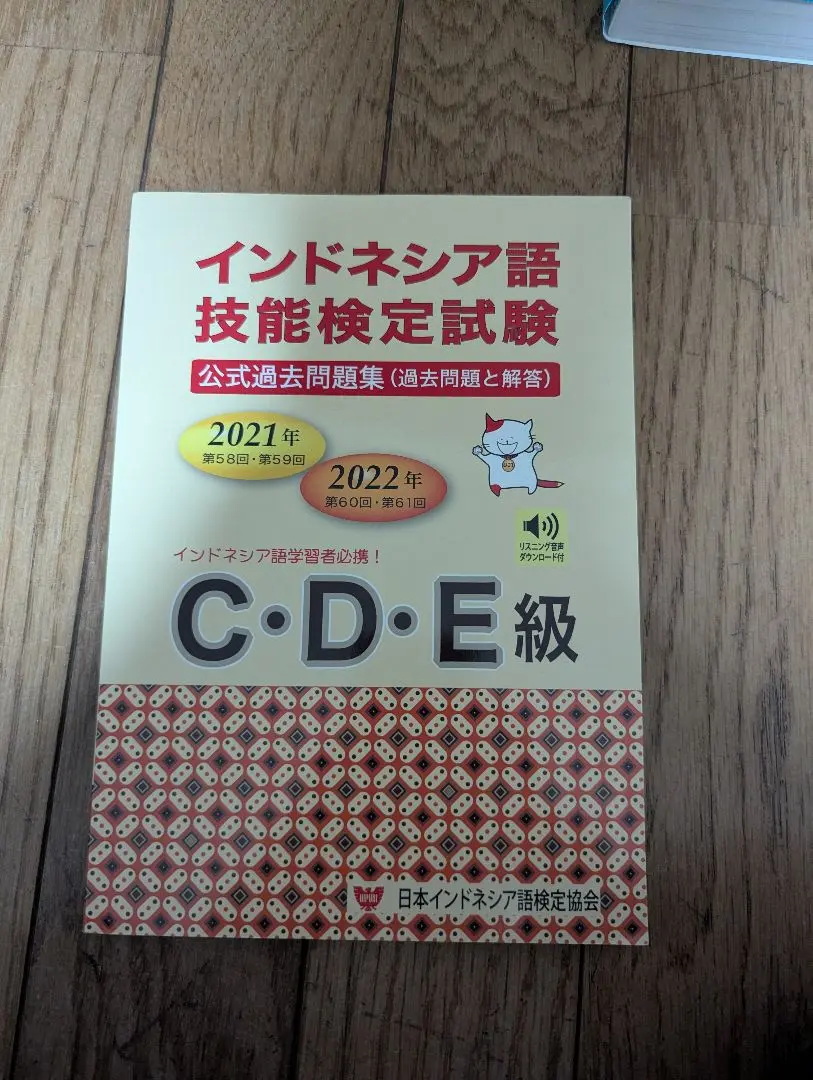 インドネシア語
技能検定試験
公式過去問題集(過去問題と解答)
2021年
第58回・第59回
2022年
第60回・第61回
リスニング音声
ダウンロード付
インドネシア語学習者必携!
C・D・E級
日本インドネシア語検定協会